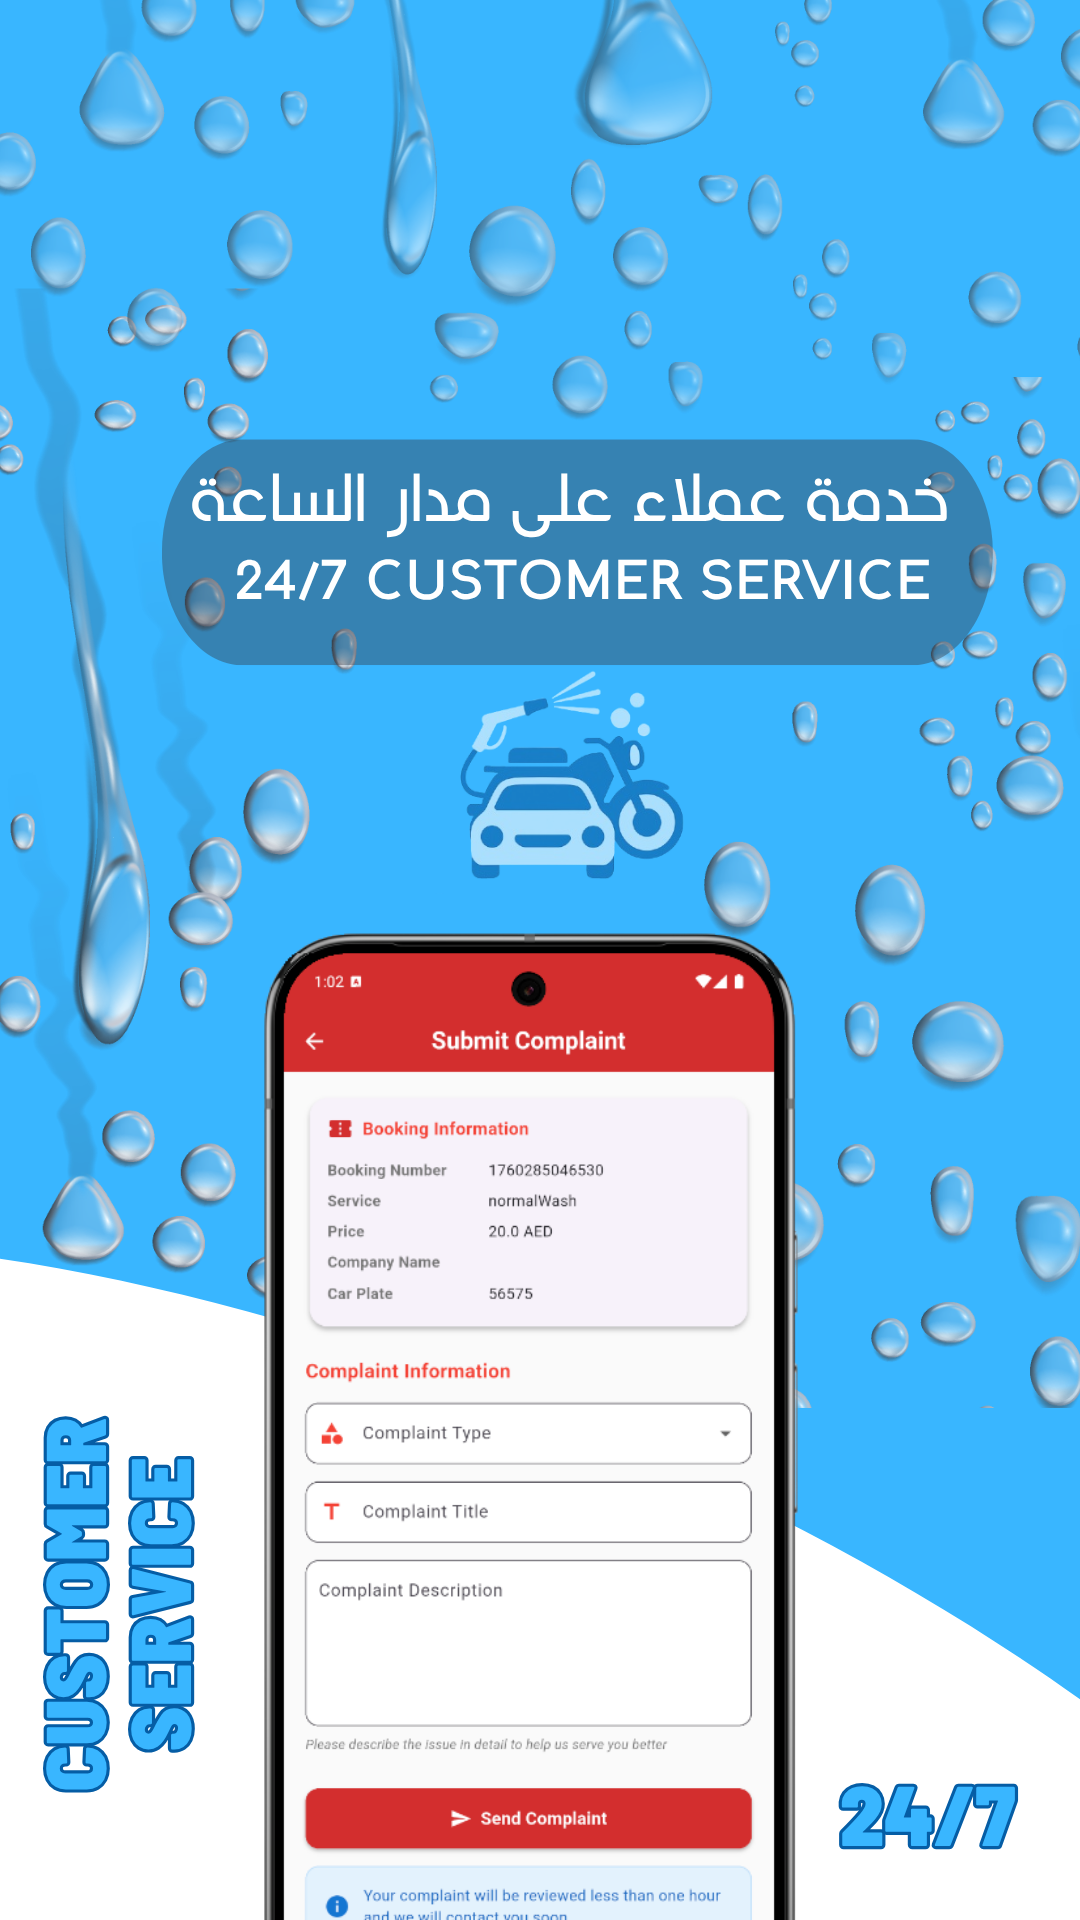 خدمة عملاء على مدار الساعة
24/7 CUSTOMER SERVICE
1:02
Submit Complaint
Booking Information
Booking Number 1760285046530
Service normalWash
Price 20.0 AED
Company Name
Car Plate 56575
Complaint Information
Complaint Type
Complaint Title
Complaint Description
Please describe the issue in detail to help us serve you better
Send Complaint
Your complaint will be reviewed less than one hour
and we will contact you soon
CUSTOMER
SERVICE
24/7